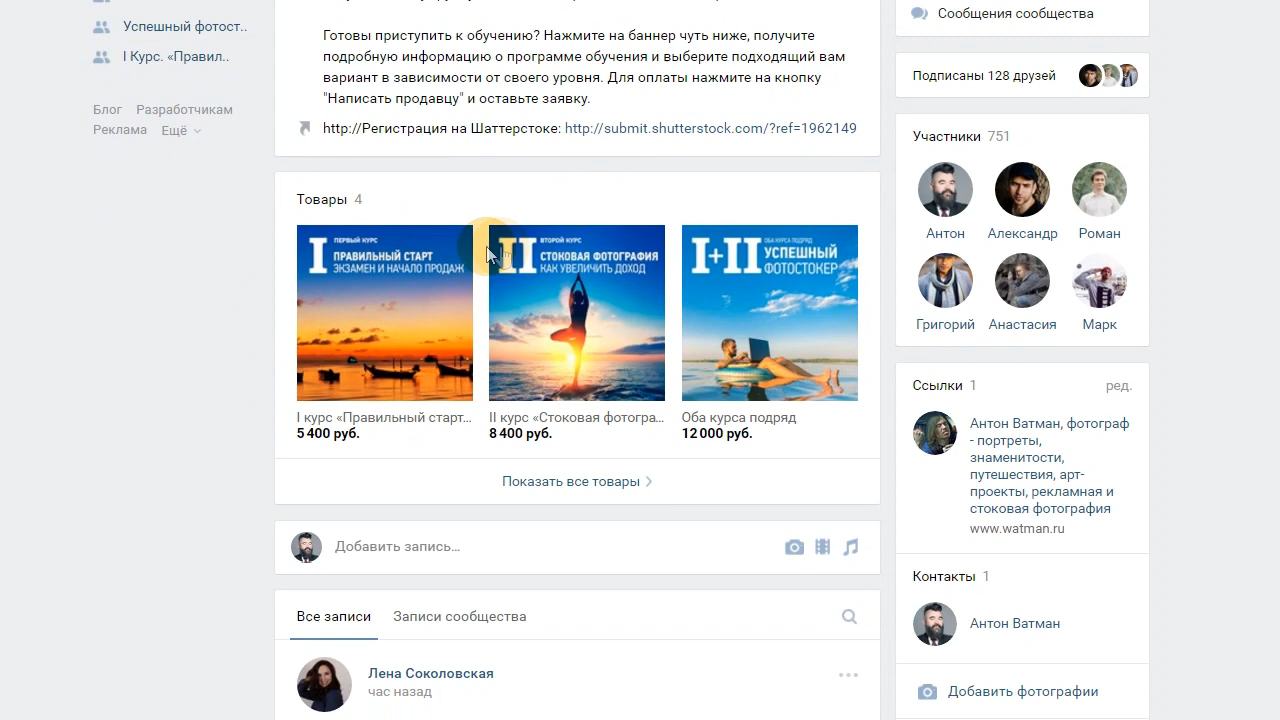 Успешный фотост..
I Курс. «Правил..
Блог Разработчикам
Реклама Ещё
Готовы приступить к обучению? Нажмите на баннер чуть ниже, получите
подробную информацию о программе обучения и выберите подходящий вам
вариант в зависимости от своего уровня. Для оплаты нажмите на кнопку
"Написать продавцу" и оставьте заявку.
http://Регистрация на Шаттерстоке: http://submit.shutterstock.com/?ref=1962149
Товары 4
I ПЕРВЫЙ КУРС
ПРАВИЛЬНЫЙ СТАРТ
ЭКЗАМЕН И НАЧАЛО ПРОДАЖ
II ВТОРОЙ КУРС
СТОКОВАЯ ФОТОГРАФИЯ
КАК УВЕЛИЧИТЬ ДОХОД
I+II ОБА КУРСА ПОДРЯД
УСПЕШНЫЙ
ФОТОСТОКЕР
I курс «Правильный старт...
5 400 руб.
II курс «Стоковая фотогра...
8 400 руб.
Оба курса подряд
12 000 руб.
Показать все товары
Добавить запись...
Все записи Записи сообщества
Лена Соколовская
час назад
Сообщения сообщества
Подписаны 128 друзей
Участники 751
Антон Александр Роман
Григорий Анастасия Марк
Ссылки 1 ред.
Антон Ватман, фотограф
- портреты,
знаменитости,
путешествия, арт-
проекты, рекламная и
стоковая фотография
www.watman.ru
Контакты 1
Антон Ватман
Добавить фотографии